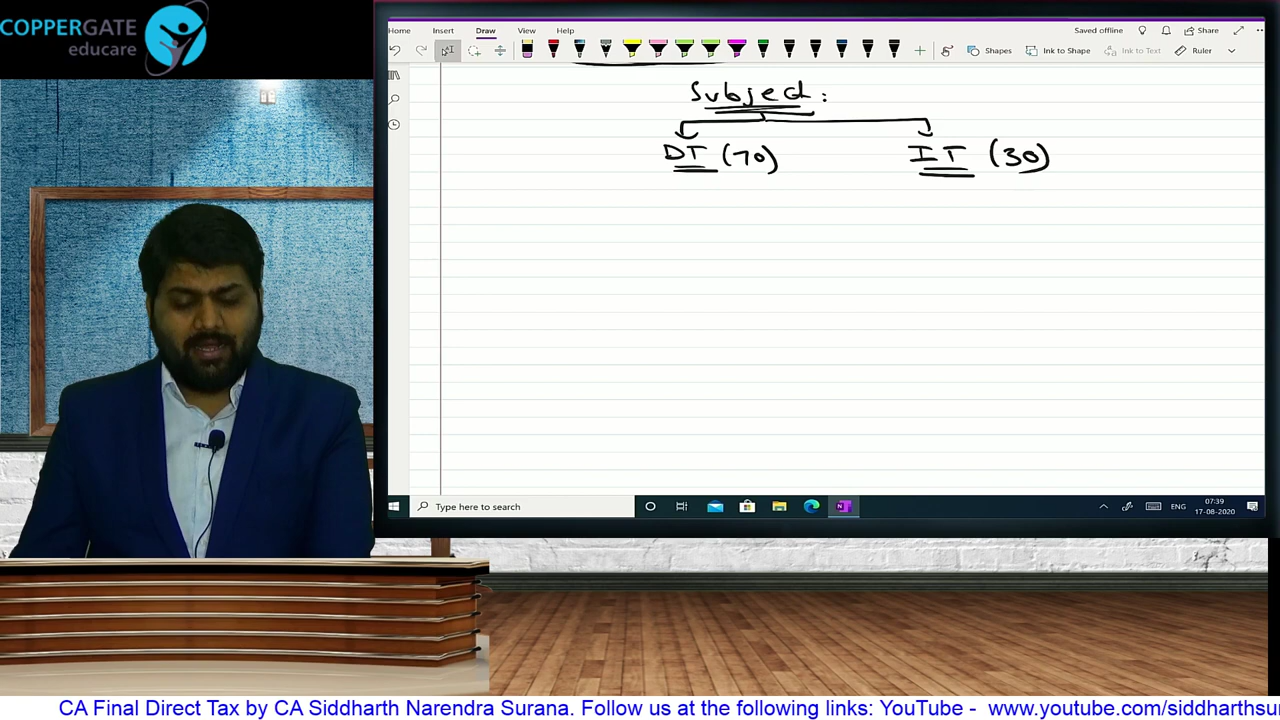 COPPERGATE
educare
Home Insert Draw View Help Saved offline Share
Shapes Ink to Shape Ink to Text Ruler
Subject :
DT (70) IT (30)
Type here to search
ENG
07:39
17-08-2020
CA Final Direct Tax by CA Siddharth Narendra Surana. Follow us at the following links: YouTube - www.youtube.com/siddharthsu